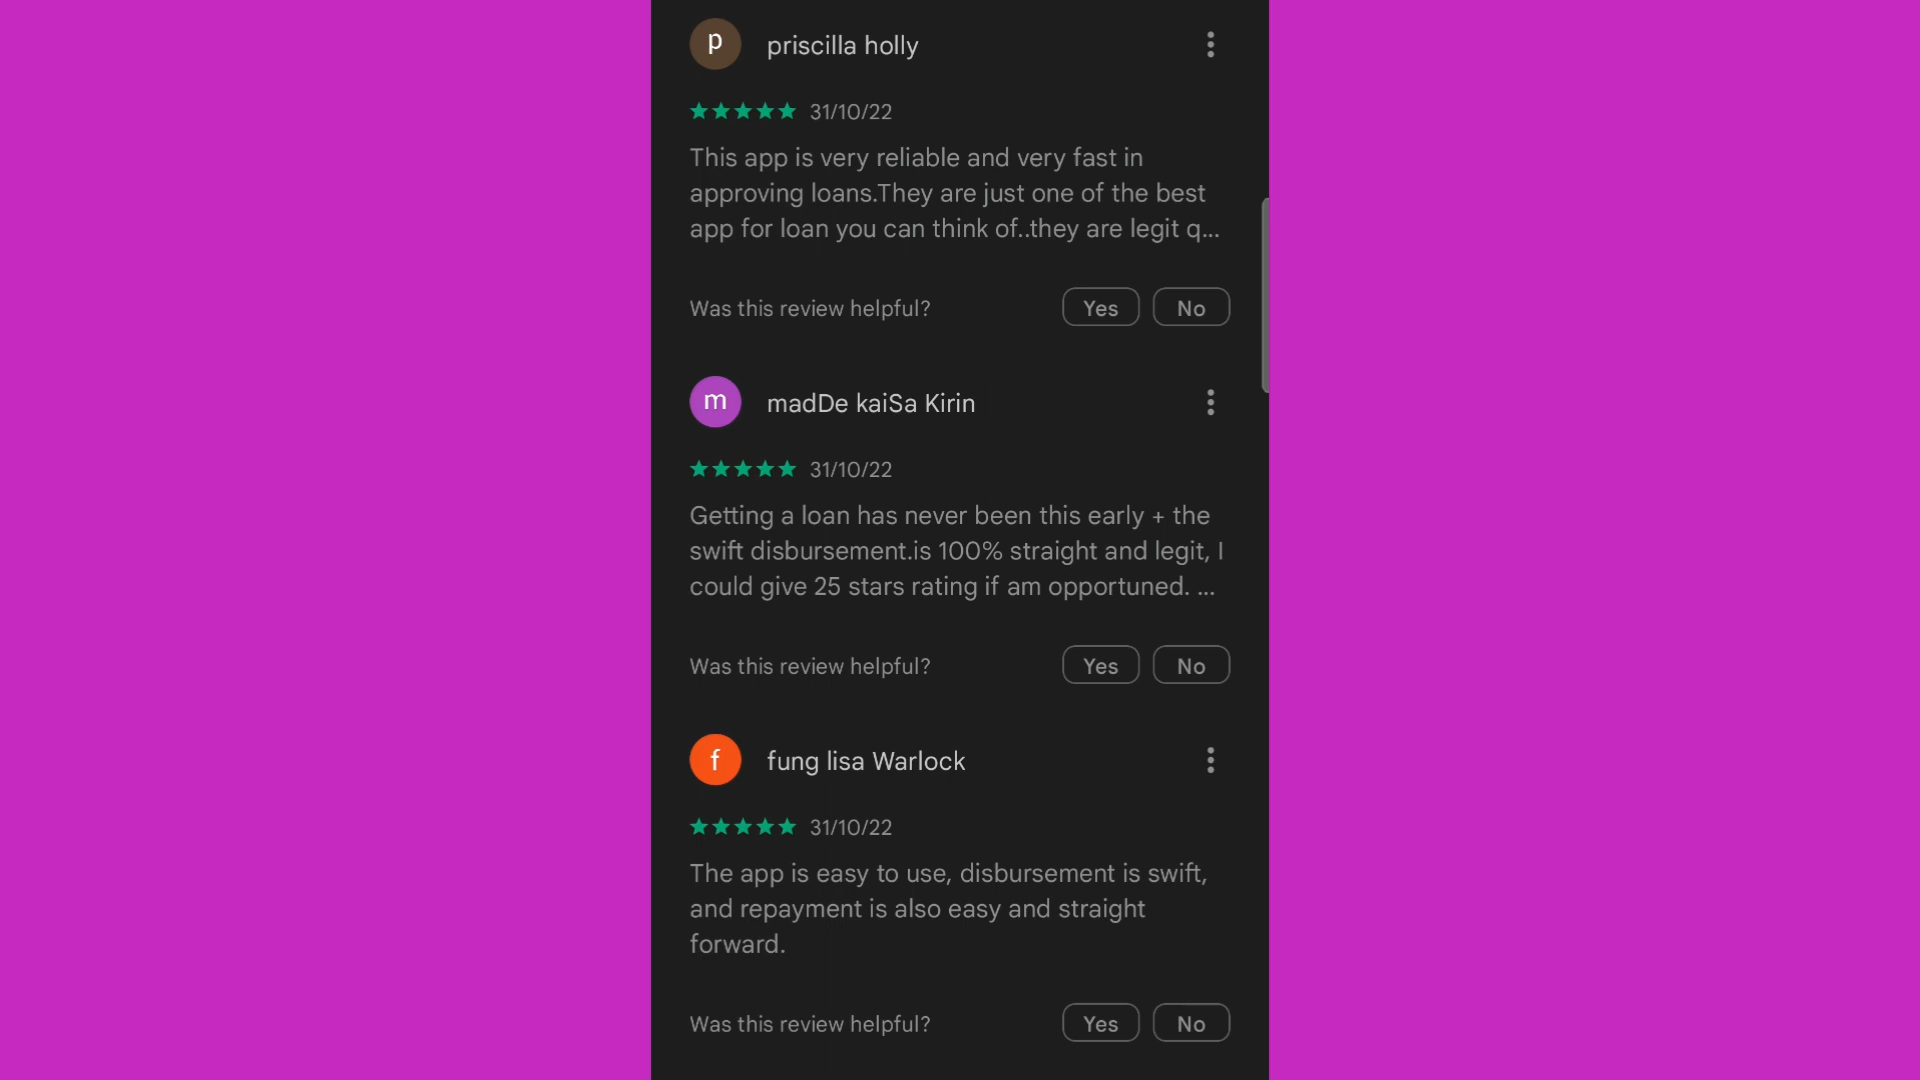 p
priscilla holly
31/10/22
This app is very reliable and very fast in
approving loans.They are just one of the best
app for loan you can think of..they are legit q...
Was this review helpful?
Yes
No
m
madDe kaiSa Kirin
31/10/22
Getting a loan has never been this early + the
swift disbursement.is 100% straight and legit, I
could give 25 stars rating if am opportuned. ...
Was this review helpful?
Yes
No
f
fung lisa Warlock
31/10/22
The app is easy to use, disbursement is swift,
and repayment is also easy and straight
forward.
Was this review helpful?
Yes
No